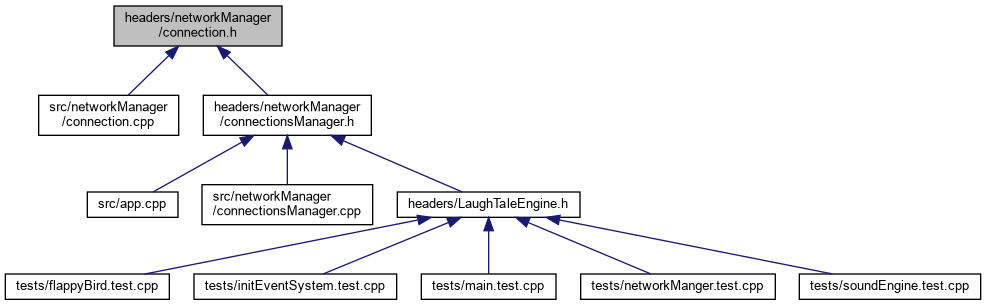 headers/networkManager
/connection.h
src/networkManager
/connection.cpp
headers/networkManager
/connectionsManager.h
src/app.cpp
src/networkManager
/connectionsManager.cpp
headers/LaughTaleEngine.h
tests/flappyBird.test.cpp
tests/initEventSystem.test.cpp
tests/main.test.cpp
tests/networkManger.test.cpp
tests/soundEngine.test.cpp